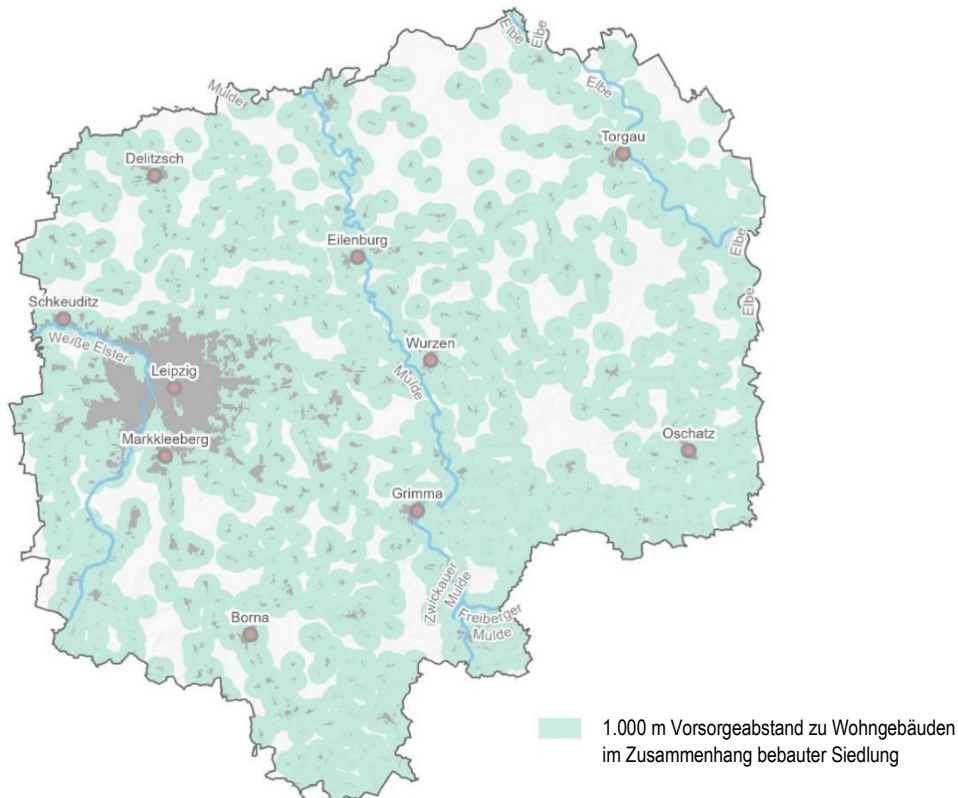 Elbe
Elbe
Elbe
Mulde
Torgau
Delitzsch
Eilenburg
Elbe
Elbe
Schkeuditz
Weiße Elster
Wurzen
Leipzig
Mulde
Markkleeberg
Oschatz
Grimma
Zwickauer
Mulde
Freiberger
Mulde
Borna
1.000 m Vorsorgeabstand zu Wohngebäuden
im Zusammenhang bebauter Siedlung